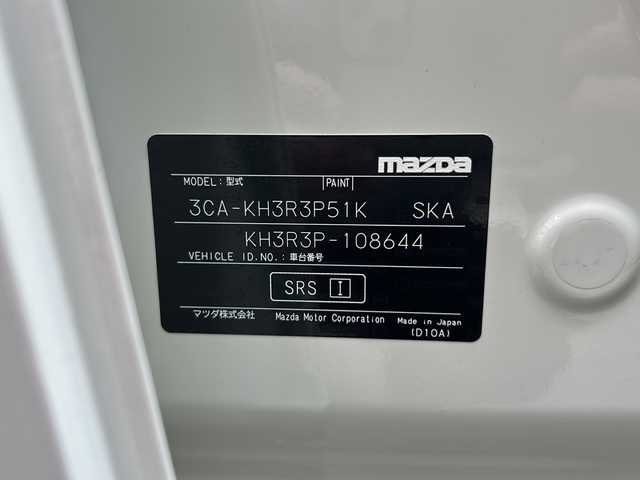 mazda
MODEL: 型式 PAINT
3CA-KH3R3P51K SKA
KH3R3P-108644
VEHICLE ID.NO.: 車台番号
SRS I
マツダ株式会社 Mazda Motor Corporation Made in Japan
(D10A)